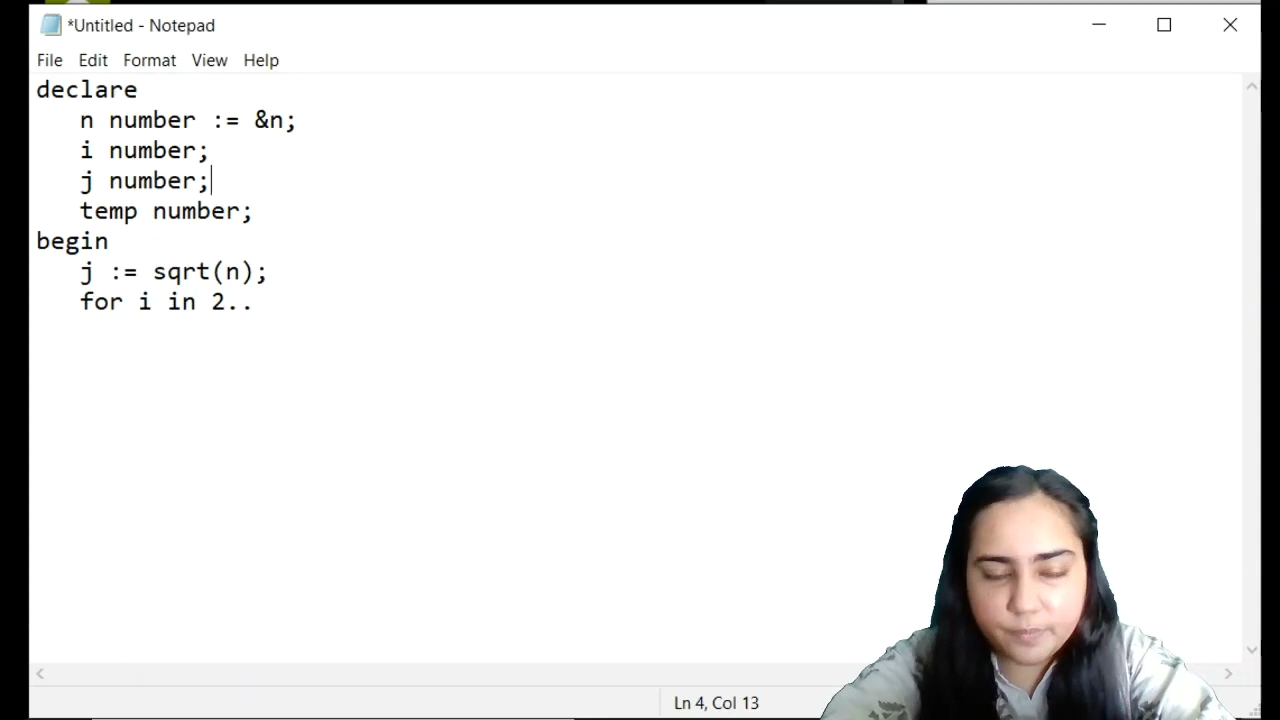 *Untitled - Notepad
File Edit Format View Help
declare
n number := &n;
i number;
j number;
temp number;
begin
j := sqrt(n);
for i in 2..
Ln 4, Col 13